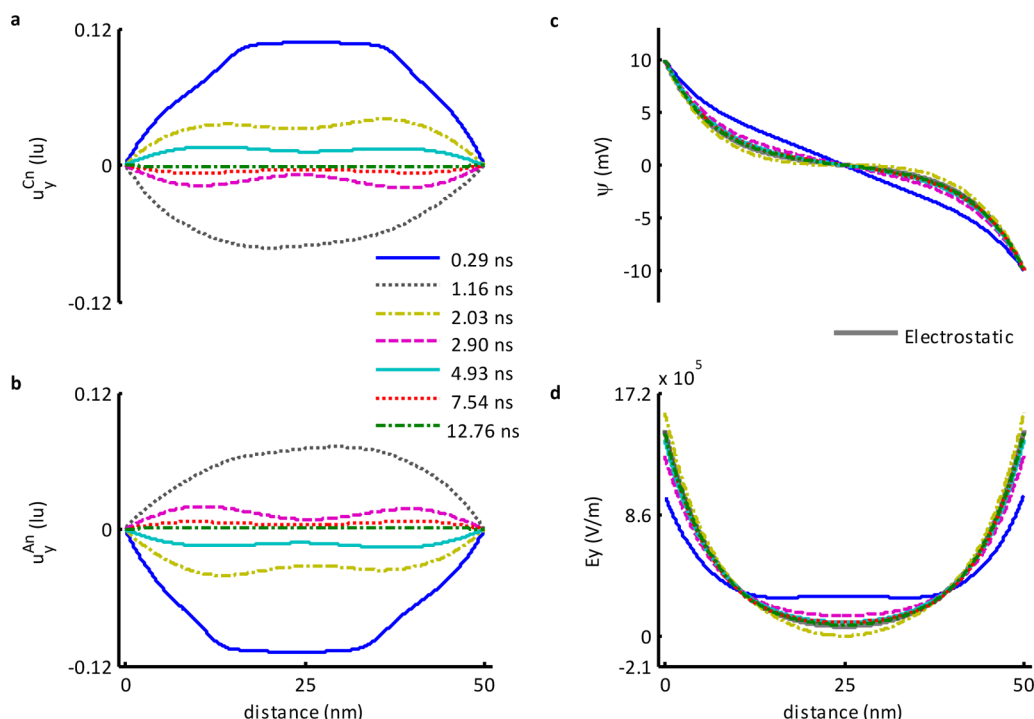 a
0.12
0
-0.12
u_y^Cn (lu)
0.29 ns
1.16 ns
2.03 ns
2.90 ns
4.93 ns
7.54 ns
12.76 ns
b
0.12
0
-0.12
u_y^An (lu)
0
25
50
distance (nm)
c
10
5
0
-5
-10
ψ (mV)
Electrostatic
d
x 10^5
17.2
8.6
0
-2.1
Ey (V/m)
0
25
50
distance (nm)